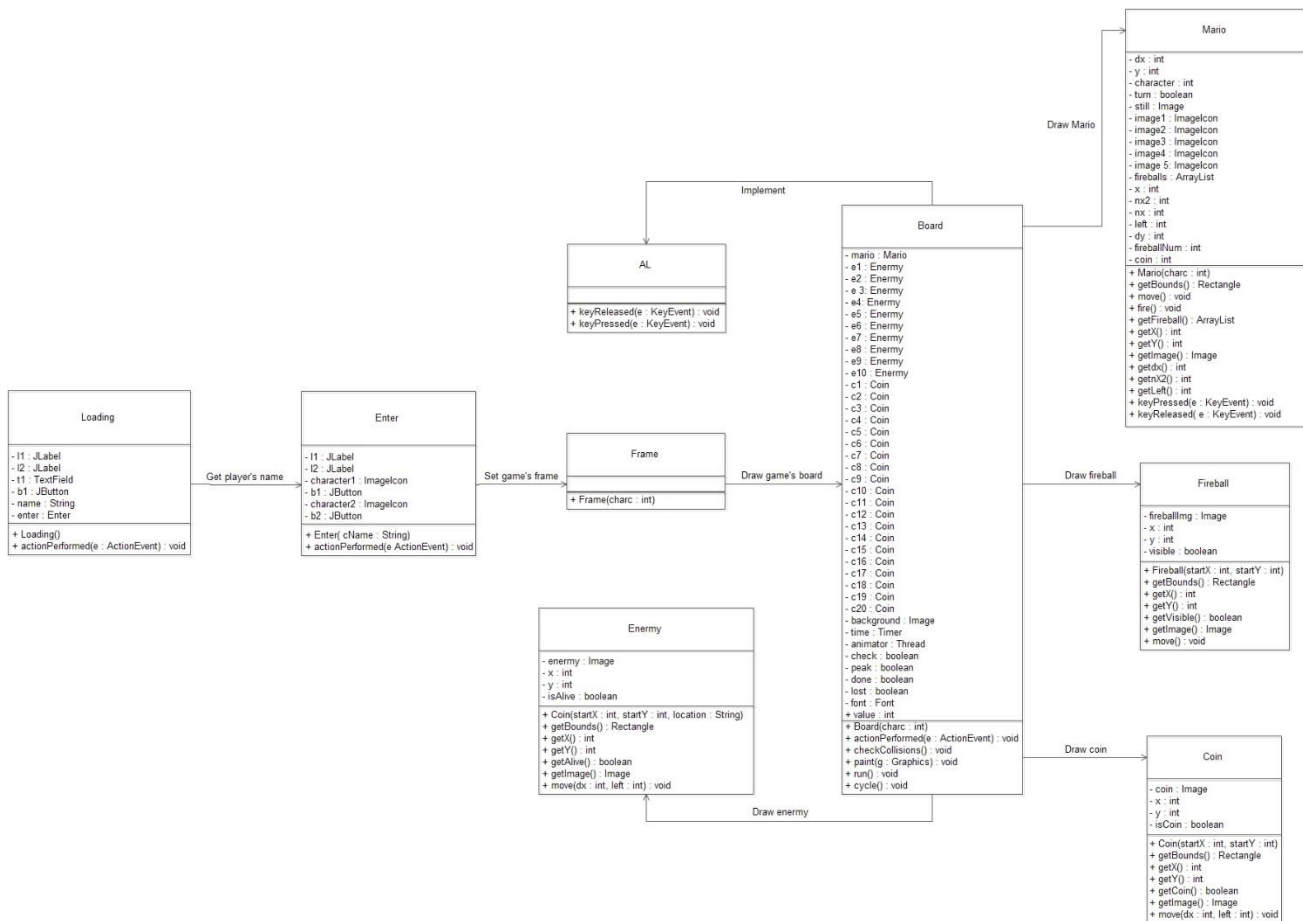 Loading
- l1 : JLabel
- l2 : JLabel
- t1 : TextField
- b1 : JButton
- name : String
- enter : Enter
+ Loading()
+ actionPerformed(e : ActionEvent) : void
Get player's name
Enter
- l1 : JLabel
- l2 : JLabel
- character1 : ImageIcon
- b1 : JButton
- character2 : ImageIcon
- b2 : JButton
+ Enter( cName : String)
+ actionPerformed(e ActionEvent) : void
Set game's frame
Frame
+ Frame(charc : int)
Draw game's board
Implement
AL
+ keyReleased(e : KeyEvent) : void
+ keyPressed(e : KeyEvent) : void
Enermy
- enermy : Image
- x : int
- y : int
- isAlive : boolean
+ Coin(startX : int, startY : int, location : String)
+ getBounds() : Rectangle
+ getX() : int
+ getY() : int
+ getAlive() : boolean
+ getImage() : Image
+ move(dx : int, left : int) : void
Draw enermy
Board
- mario : Mario
- e1 : Enermy
- e2 : Enermy
- e 3: Enermy
- e4: Enermy
- e5 : Enermy
- e6 : Enermy
- e7 : Enermy
- e8 : Enermy
- e9 : Enermy
- e10 : Enermy
- c1 : Coin
- c2 : Coin
- c3 : Coin
- c4 : Coin
- c5 : Coin
- c6 : Coin
- c7 : Coin
- c8 : Coin
- c9 : Coin
- c10 : Coin
- c11 : Coin
- c12 : Coin
- c13 : Coin
- c14 : Coin
- c15 : Coin
- c16 : Coin
- c17 : Coin
- c18 : Coin
- c19 : Coin
- c20 : Coin
- background : Image
- time : Timer
- animator : Thread
- check : boolean
- peak : boolean
- done : boolean
- lost : boolean
- font : Font
+ value : int
+ Board(charc : int)
+ actionPerformed(e : ActionEvent) : void
+ checkCollisions() : void
+ paint(g : Graphics) : void
+ run() : void
+ cycle() : void
Draw Mario
Mario
- dx : int
- y : int
- character : int
- turn : boolean
- still : Image
- image1 : ImageIcon
- image2 : ImageIcon
- image3 : ImageIcon
- image4 : ImageIcon
- image 5: ImageIcon
- fireballs : ArrayList
- x : int
- nx2 : int
- nx : int
- left : int
- dy : int
- fireballNum : int
- coin : int
+ Mario(charc : int)
+ getBounds() : Rectangle
+ move() : void
+ fire() : void
+ getFireball() : ArrayList
+ getX() : int
+ getY() : int
+ getImage() : Image
+ getdx() : int
+ getnX2() : int
+ getLeft() : int
+ keyPressed(e : KeyEvent) : void
+ keyReleased( e : KeyEvent) : void
Draw fireball
Fireball
- fireballImg : Image
- x : int
- y : int
- visible : boolean
+ Fireball(startX : int, startY : int)
+ getBounds() : Rectangle
+ getX() : int
+ getY() : int
+ getVisible() : boolean
+ getImage() : Image
+ move() : void
Draw coin
Coin
- coin : Image
- x : int
- y : int
- isCoin : boolean
+ Coin(startX : int, startY : int)
+ getBounds() : Rectangle
+ getX() : int
+ getY() : int
+ getCoin() : boolean
+ getImage() : Image
+ move(dx : int, left : int) : void